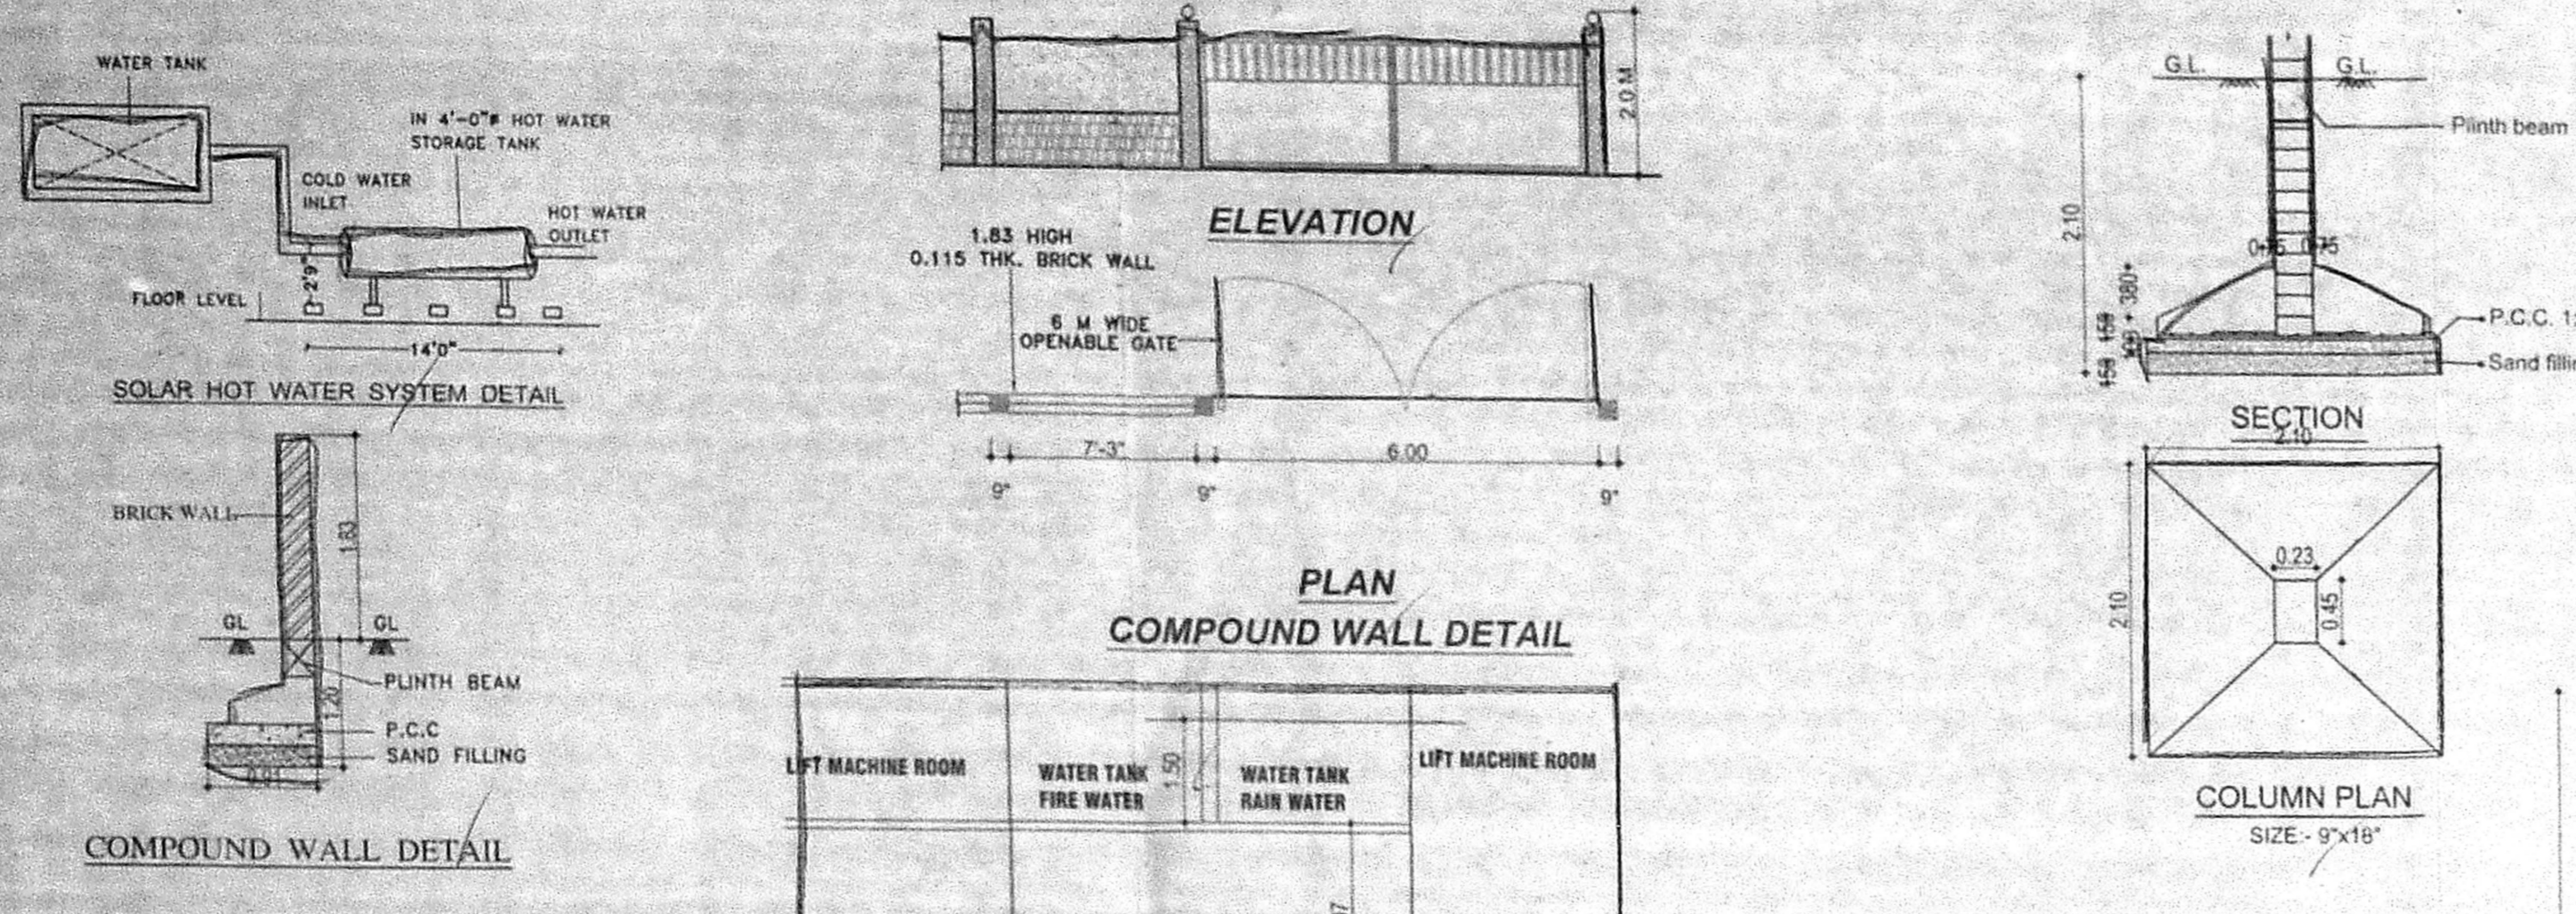 WATER TANK
IN 4'-0"ø HOT WATER
STORAGE TANK
COLD WATER
INLET
HOT WATER
OUTLET
2'9"
FLOOR LEVEL
14'0"
SOLAR HOT WATER SYSTEM DETAIL
BRICK WALL
1.83
GL
GL
PLINTH BEAM
1.20
P.C.C
SAND FILLING
COMPOUND WALL DETAIL
2.0 M
ELEVATION
1.83 HIGH
0.115 THK. BRICK WALL
6 M WIDE
OPENABLE GATE
7'-3"
6.00
9"
9"
9"
PLAN
COMPOUND WALL DETAIL
LIFT MACHINE ROOM
WATER TANK
FIRE WATER
1.50
WATER TANK
RAIN WATER
LIFT MACHINE ROOM
G.L.
G.L.
Plinth beam
2.10
380
P.C.C.
Sand
SECTION
2.10
0.23
0.45
2.10
COLUMN PLAN
SIZE:- 9"x18"